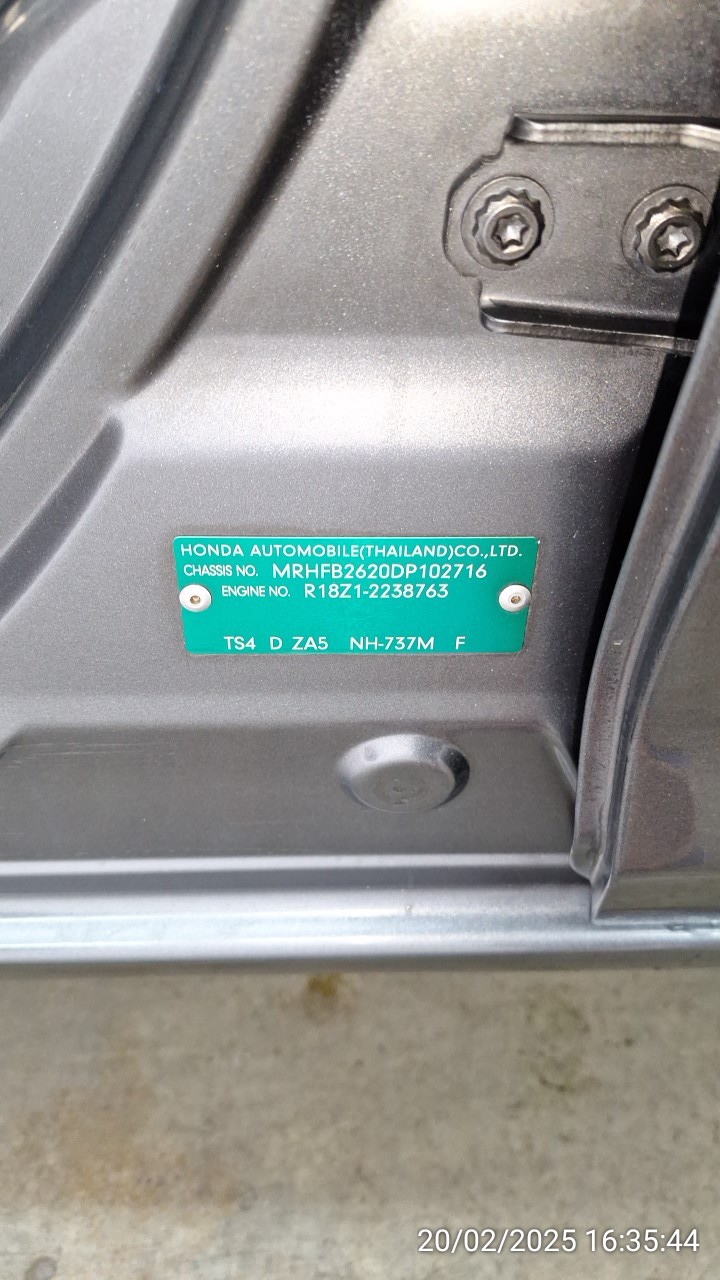 HONDA AUTOMOBILE(THAILAND)CO.,LTD.
CHASSIS NO. MRHFB2620DP102716
ENGINE NO. R18Z1-2238763
TS4 D ZA5 NH-737M F
20/02/2025 16:35:44